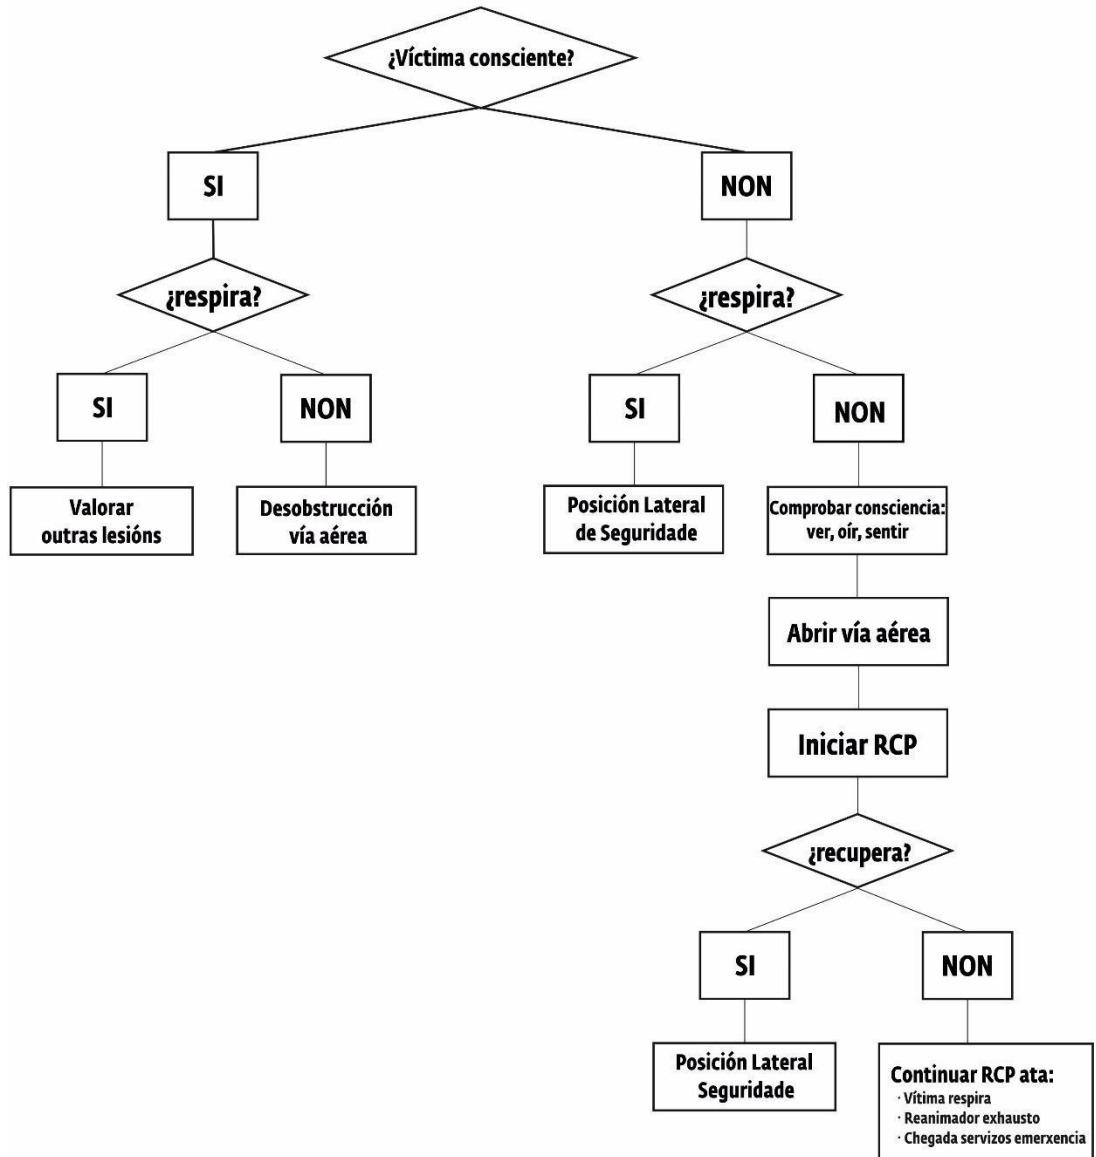 ¿Víctima consciente?
SI
NON
¿respira?
¿respira?
SI
NON
SI
NON
Valorar
outras lesións
Desobstrucción
vía aérea
Posición Lateral
de Seguridade
Comprobar consciencia:
ver, oír, sentir
Abrir vía aérea
Iniciar RCP
¿recupera?
SI
NON
Posición Lateral
Seguridade
Continuar RCP ata:
· Vítima respira
· Reanimador exhausto
· Chegada servizos emerxencia